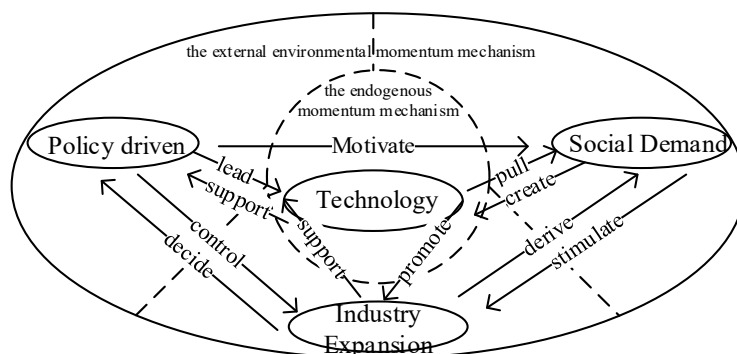 the external environmental momentum mechanism
the endogenous
momentum mechanism
Policy driven
Motivate
Social Demand
lead
support
Technology
pull
create
control
decide
support
promote
derive
stimulate
Industry
Expansion